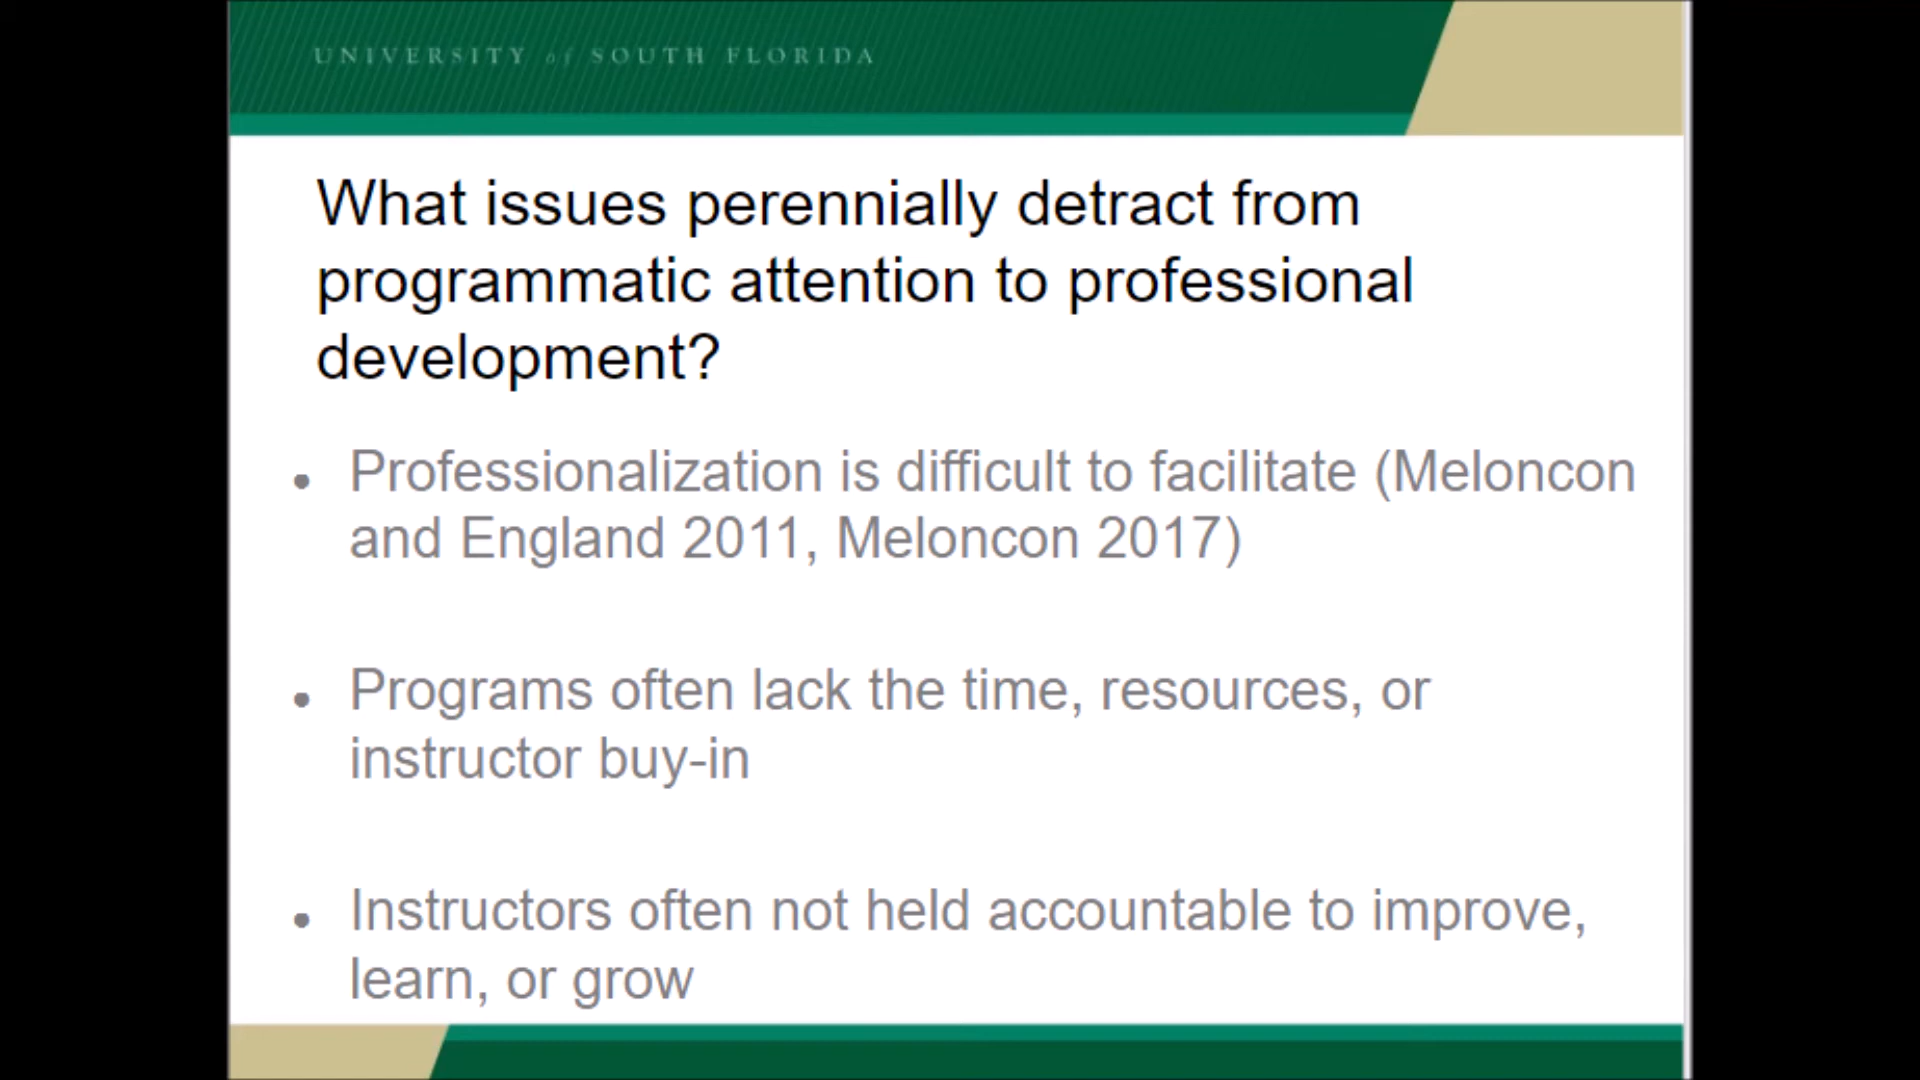 UNIVERSITY of SOUTH FLORIDA
What issues perennially detract from
programmatic attention to professional
development?
• Professionalization is difficult to facilitate (Meloncon
and England 2011, Meloncon 2017)
• Programs often lack the time, resources, or
instructor buy-in
• Instructors often not held accountable to improve,
learn, or grow